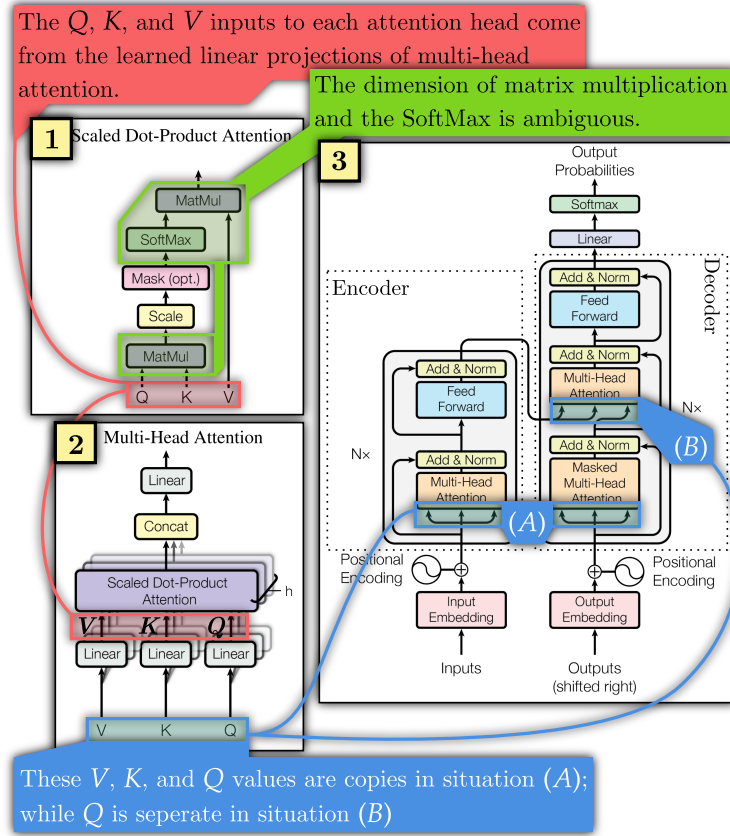 The Q, K, and V inputs to each attention head come
from the learned linear projections of multi-head
attention.
The dimension of matrix multiplication
and the SoftMax is ambiguous.
1
Scaled Dot-Product Attention
MatMul
SoftMax
Mask (opt.)
Scale
MatMul
Q K V
2
Multi-Head Attention
Linear
Concat
Scaled Dot-Product
Attention
h
V K Q
Linear Linear Linear
V K Q
3
Output
Probabilities
Softmax
Linear
Encoder
Decoder
Add & Norm
Feed
Forward
Add & Norm
Multi-Head
Attention
(B)
N×
Add & Norm
Masked
Multi-Head
Attention
Add & Norm
Feed
Forward
N×
Add & Norm
Multi-Head
Attention
(A)
Positional
Encoding
Positional
Encoding
Input
Embedding
Output
Embedding
Inputs
Outputs
(shifted right)
These V, K, and Q values are copies in situation (A);
while Q is seperate in situation (B)